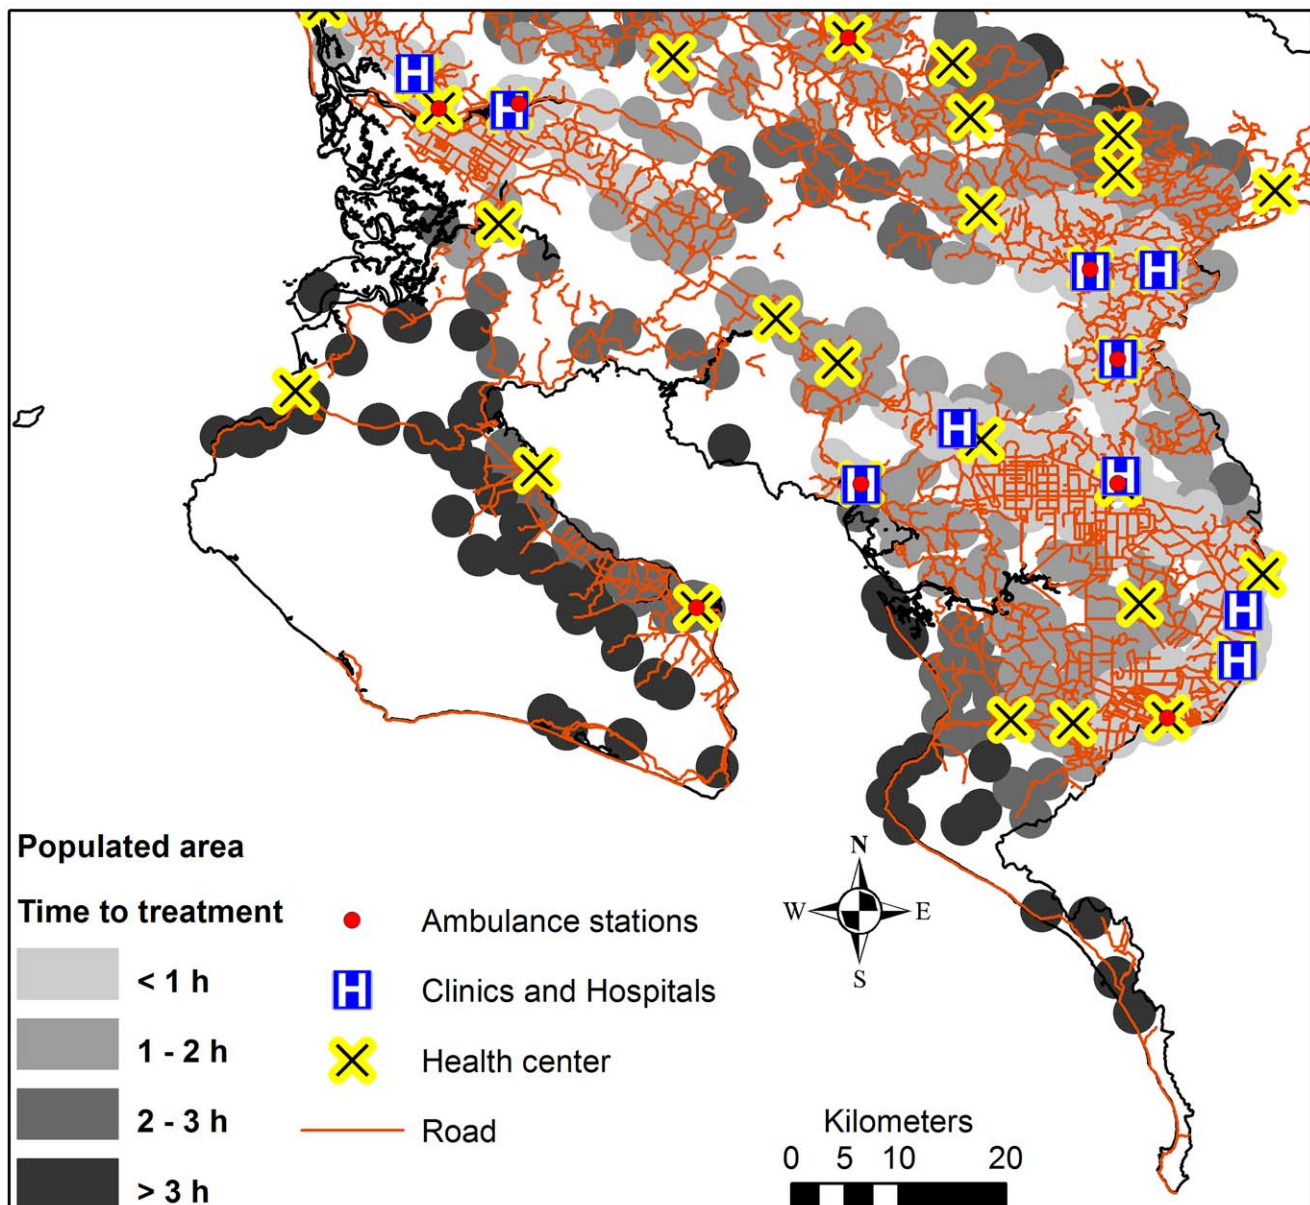 H
H
H
H
H
H
H
H
H
H
Populated area
Time to treatment
< 1 h
1 - 2 h
2 - 3 h
> 3 h
Ambulance stations
H Clinics and Hospitals
Health center
Road
N
W E
S
Kilometers
0 5 10 20